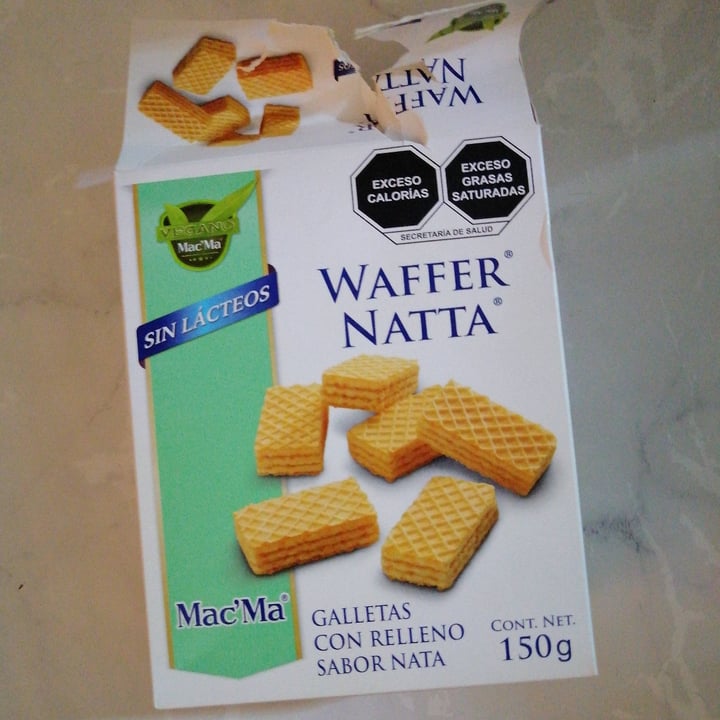 WAFFER
NATTA
EXCESO
CALORÍAS
EXCESO
GRASAS
SATURADAS
SECRETARÍA DE SALUD
VEGANO
Mac'Ma
SIN LÁCTEOS
WAFFER®
NATTA®
Mac'Ma®
GALLETAS
CON RELLENO
SABOR NATA
CONT. NET.
150g